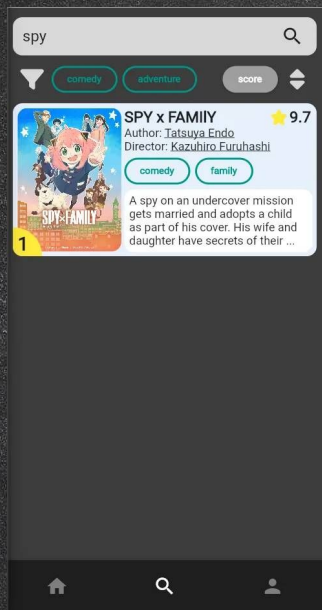 spy
comedy
adventure
score
SPY x FAMIlY
9.7
Author: Tatsuya Endo
Director: Kazuhiro Furuhashi
comedy
family
A spy on an undercover mission
gets married and adopts a child
as part of his cover. His wife and
daughter have secrets of their ...
SPY×FAMILY
1